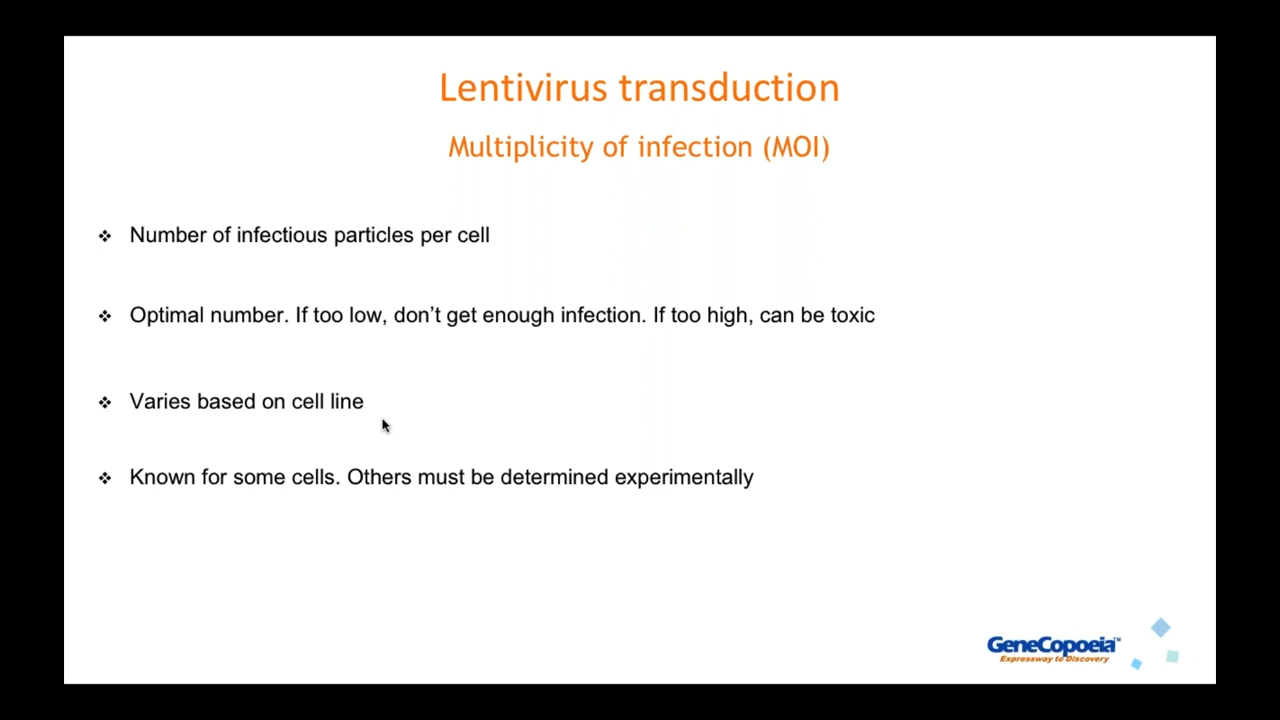 Lentivirus transduction
Multiplicity of infection (MOI)
❖ Number of infectious particles per cell
❖ Optimal number. If too low, don’t get enough infection. If too high, can be toxic
❖ Varies based on cell line
❖ Known for some cells. Others must be determined experimentally
GeneCopoeia™
Expressway to Discovery